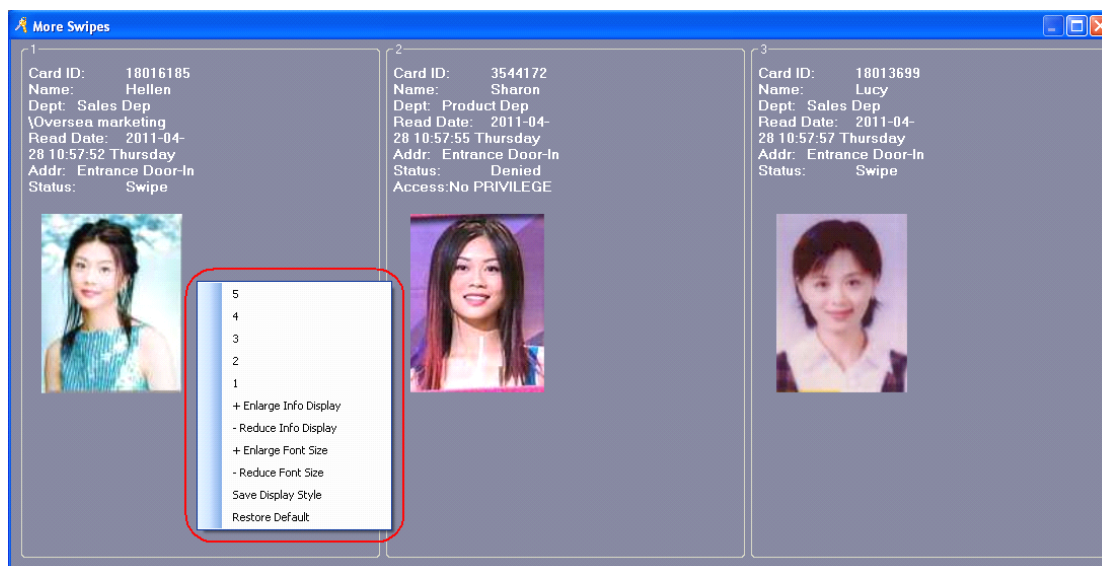 More Swipes
1
Card ID: 18016185
Name: Hellen
Dept: Sales Dep
\Oversea marketing
Read Date: 2011-04-
28 10:57:52 Thursday
Addr: Entrance Door-In
Status: Swipe
2
Card ID: 3544172
Name: Sharon
Dept: Product Dep
Read Date: 2011-04-
28 10:57:55 Thursday
Addr: Entrance Door-In
Status: Denied
Access:No PRIVILEGE
3
Card ID: 18013699
Name: Lucy
Dept: Sales Dep
Read Date: 2011-04-
28 10:57:57 Thursday
Addr: Entrance Door-In
Status: Swipe
5
4
3
2
1
+ Enlarge Info Display
- Reduce Info Display
+ Enlarge Font Size
- Reduce Font Size
Save Display Style
Restore Default